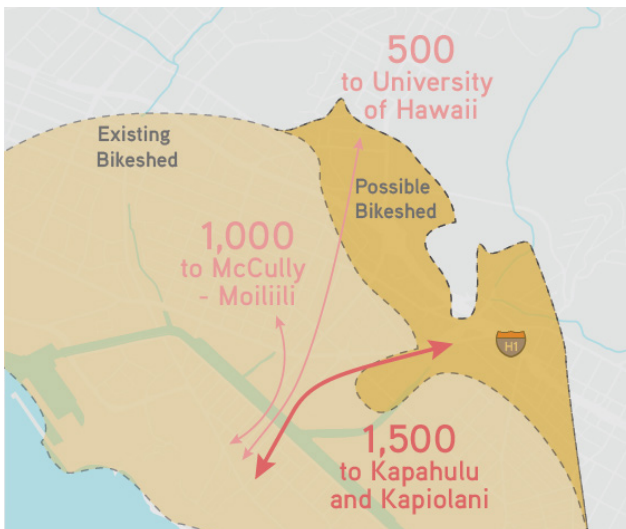 500
to University
of Hawaii
Existing
Bikeshed
Possible
Bikeshed
1,000
to McCully
- Moiliili
H1
1,500
to Kapahulu
and Kapiolani